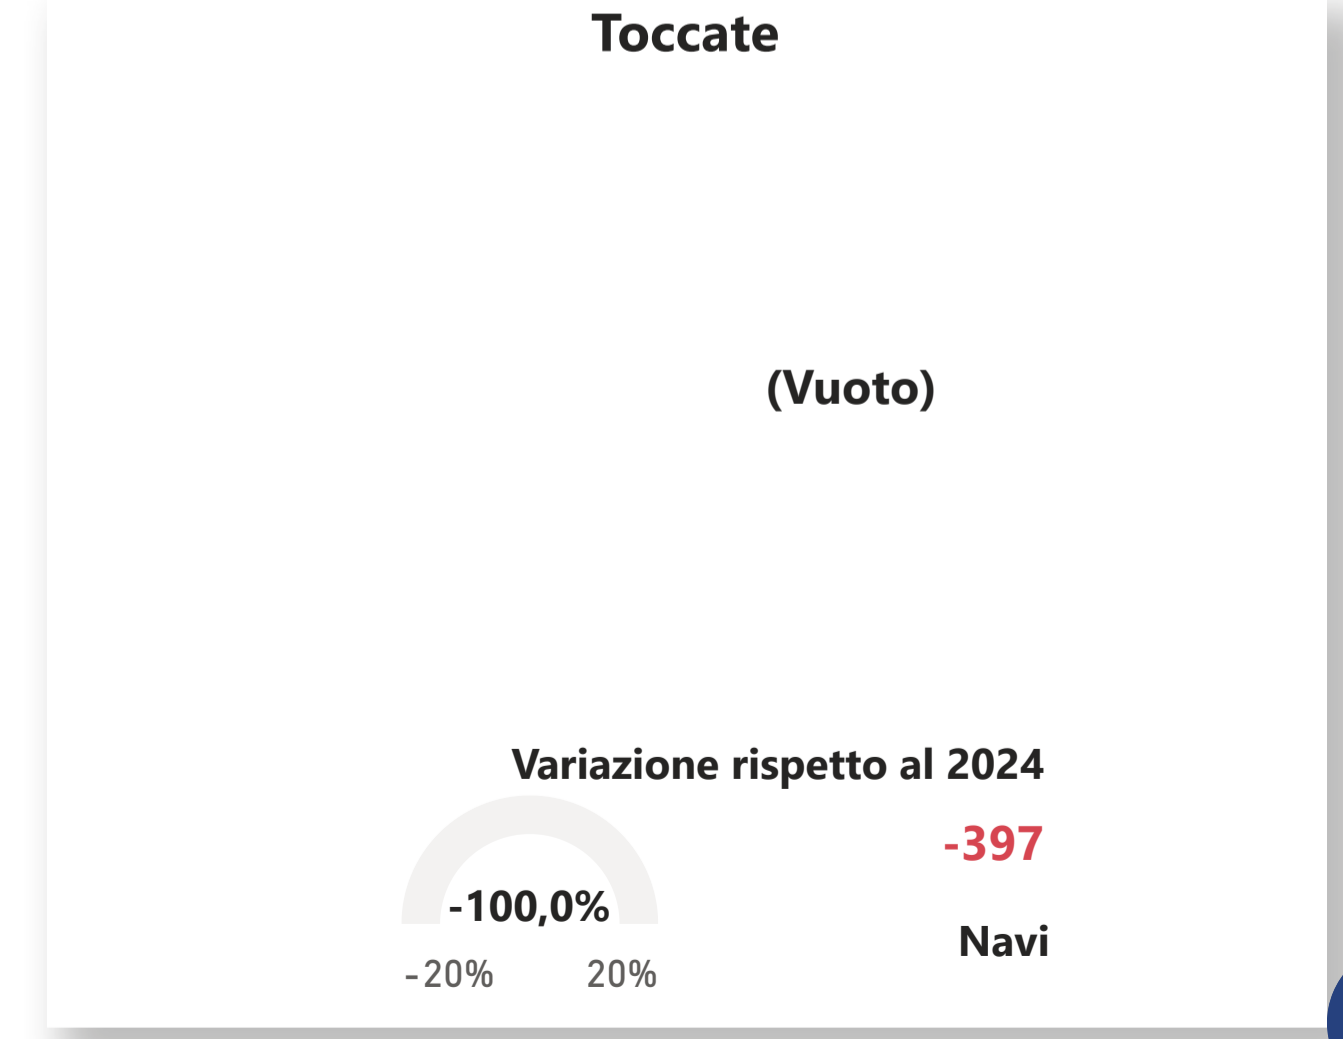 Toccate
(Vuoto)
Variazione rispetto al 2024
-397
-100,0%
Navi
-20%
20%